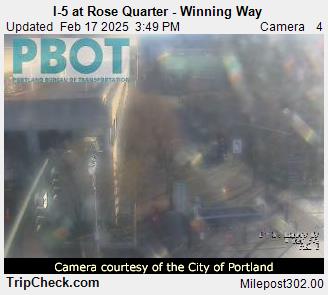 I-5 at Rose Quarter - Winning Way
Updated Feb 17 2025 3:49 PM Camera 4
PBOT
PORTLAND BUREAU OF TRANSPORTATION
Camera courtesy of the City of Portland
TripCheck.com Milepost302.00